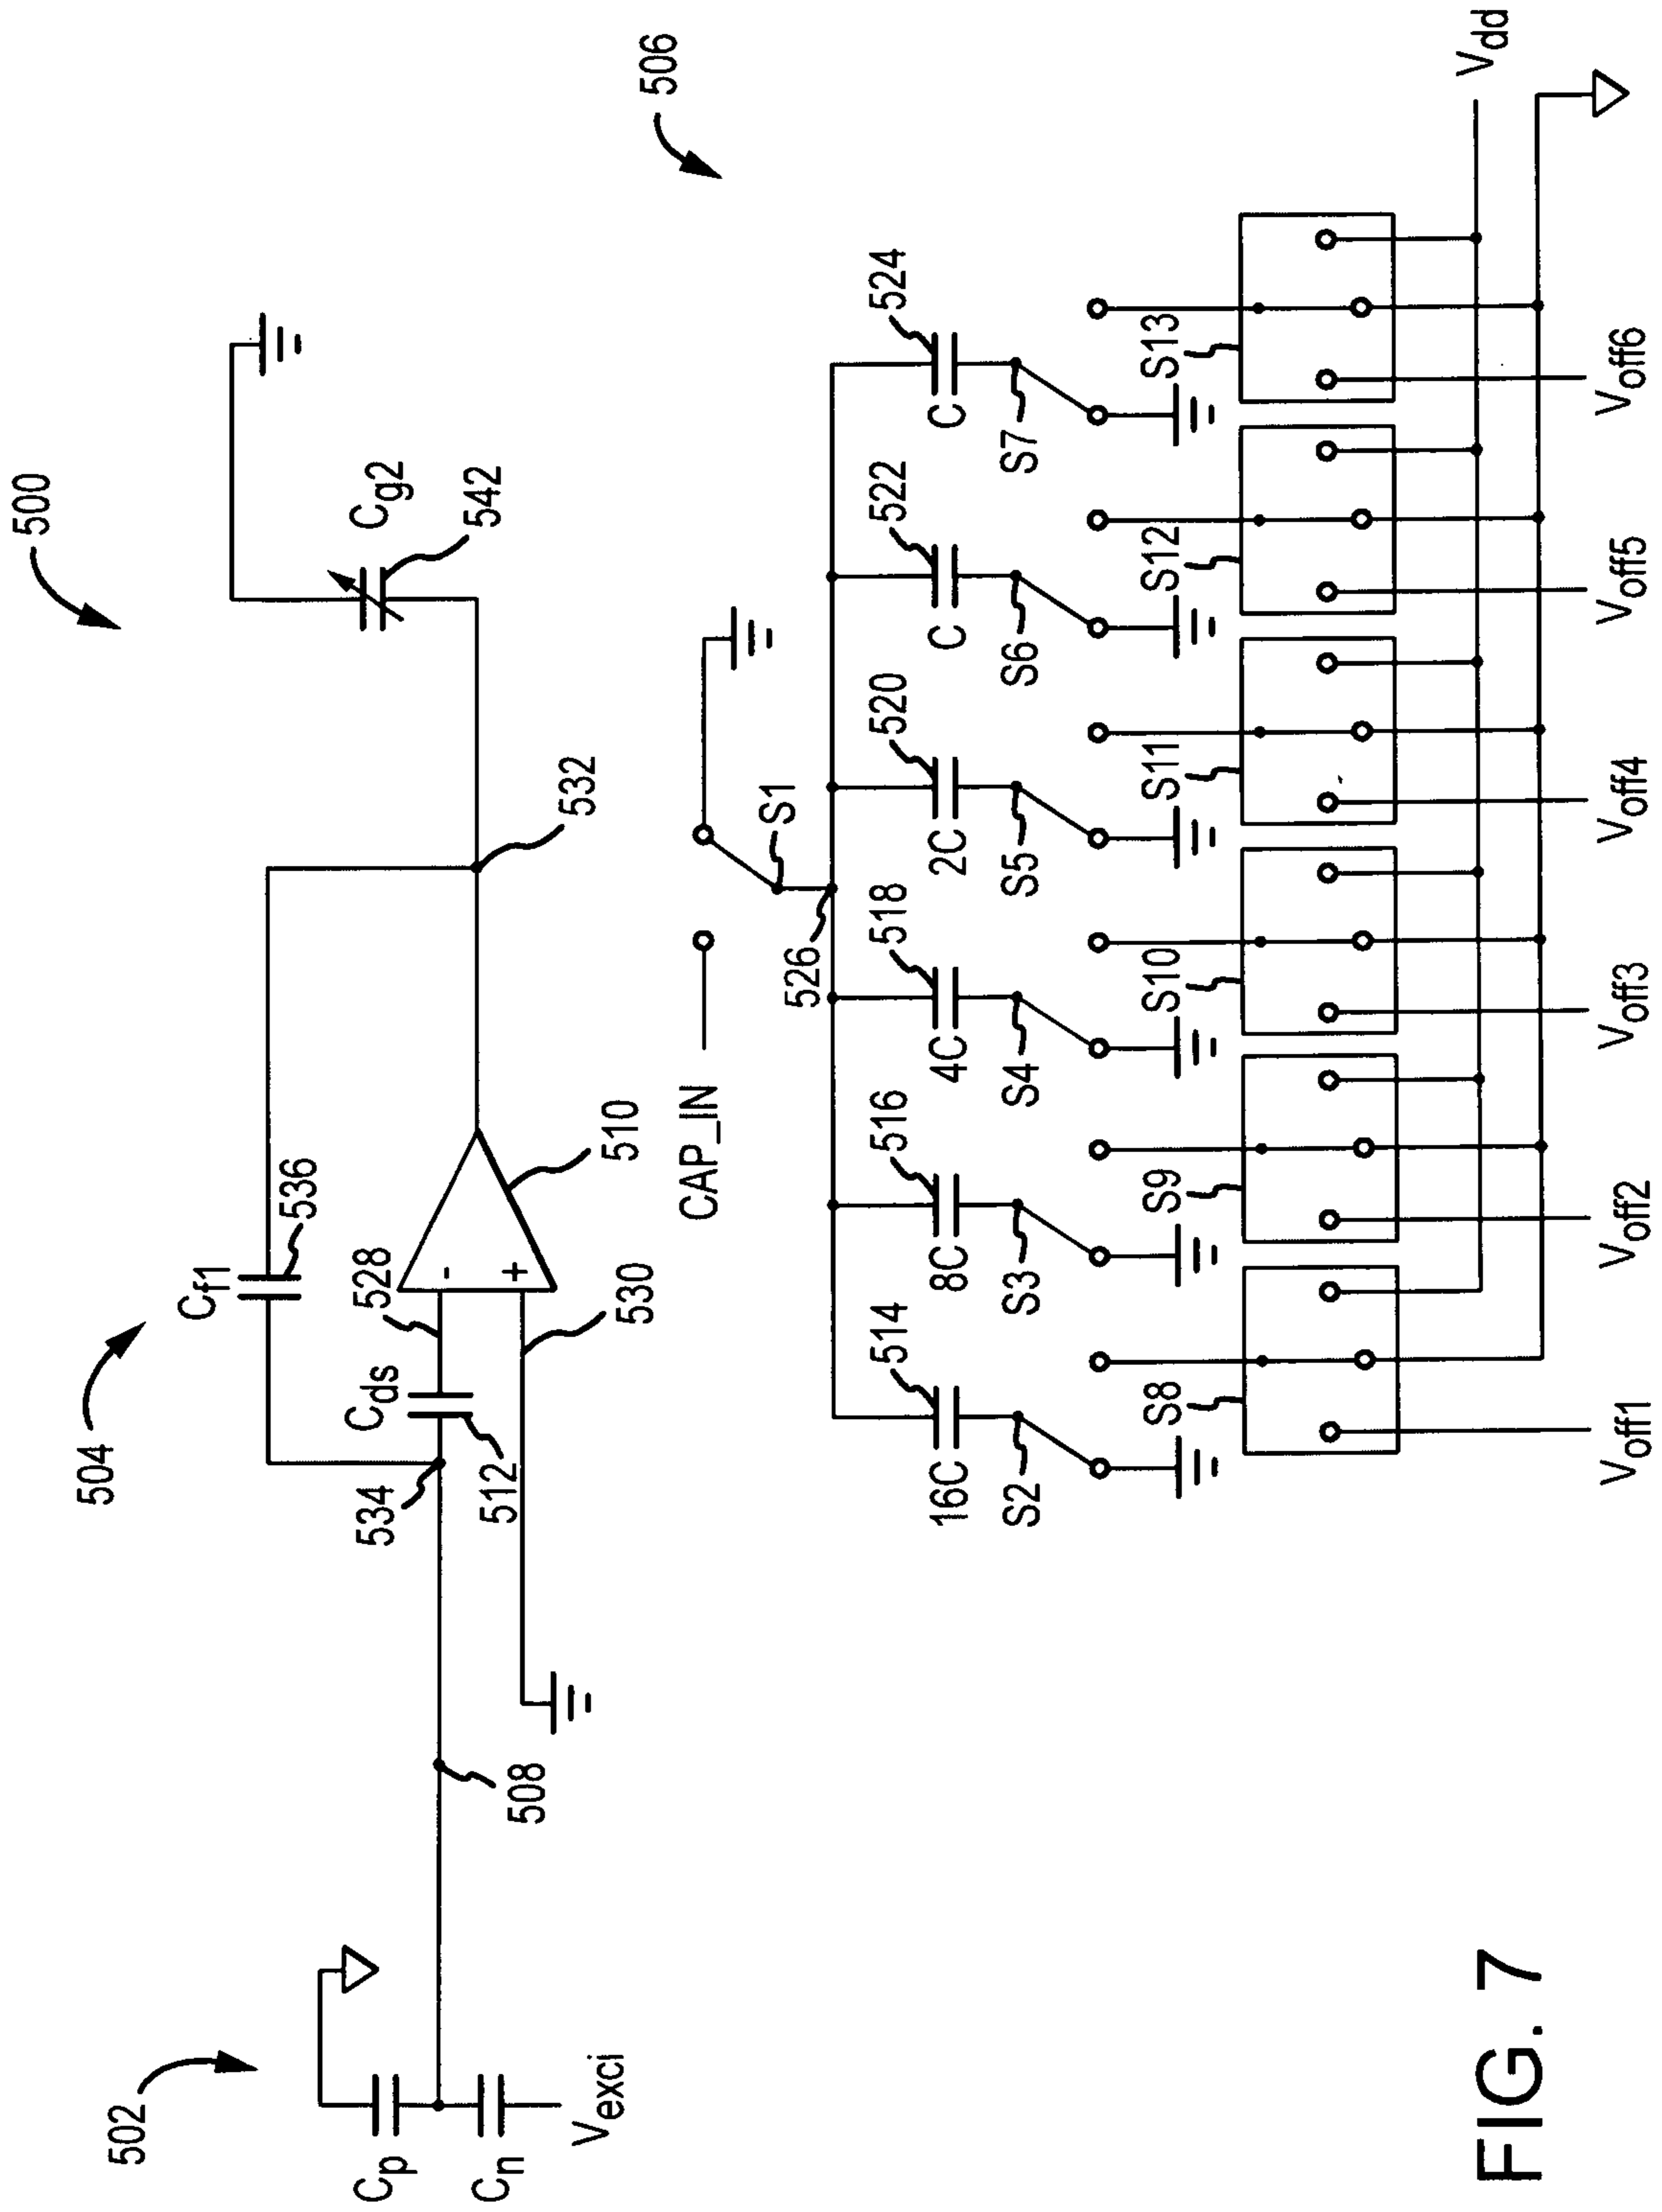 500
502
504
506
Cp
Cn
Vexci
508
Cf1
536
534
Cds
528
512
-
+
510
530
532
Cg2
542
CAP_IN
S1
526
16C
514
8C
516
4C
518
2C
520
C
522
C
524
S2
S3
S4
S5
S6
S7
S8
S9
S10
S11
S12
S13
Vdd
Voff1
Voff2
Voff3
Voff4
Voff5
Voff6
FIG. 7